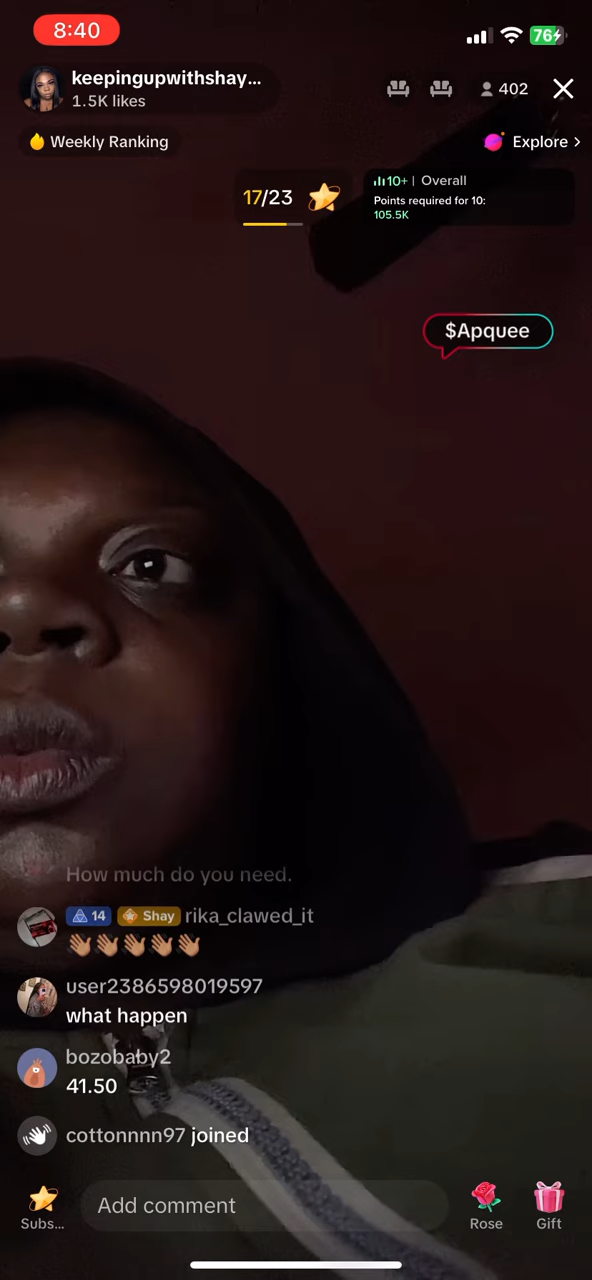 8:40
76
keepingupwithshay...
1.5K likes
402
Weekly Ranking
Explore >
17/23
10+ | Overall
Points required for 10:
105.5K
$Apquee
How much do you need.
14 Shay rika_clawed_it
👋🏽👋🏽👋🏽👋🏽👋🏽
user2386598019597
what happen
bozobaby2
41.50
cottonnnn97 joined
Subs...
Add comment
Rose
Gift